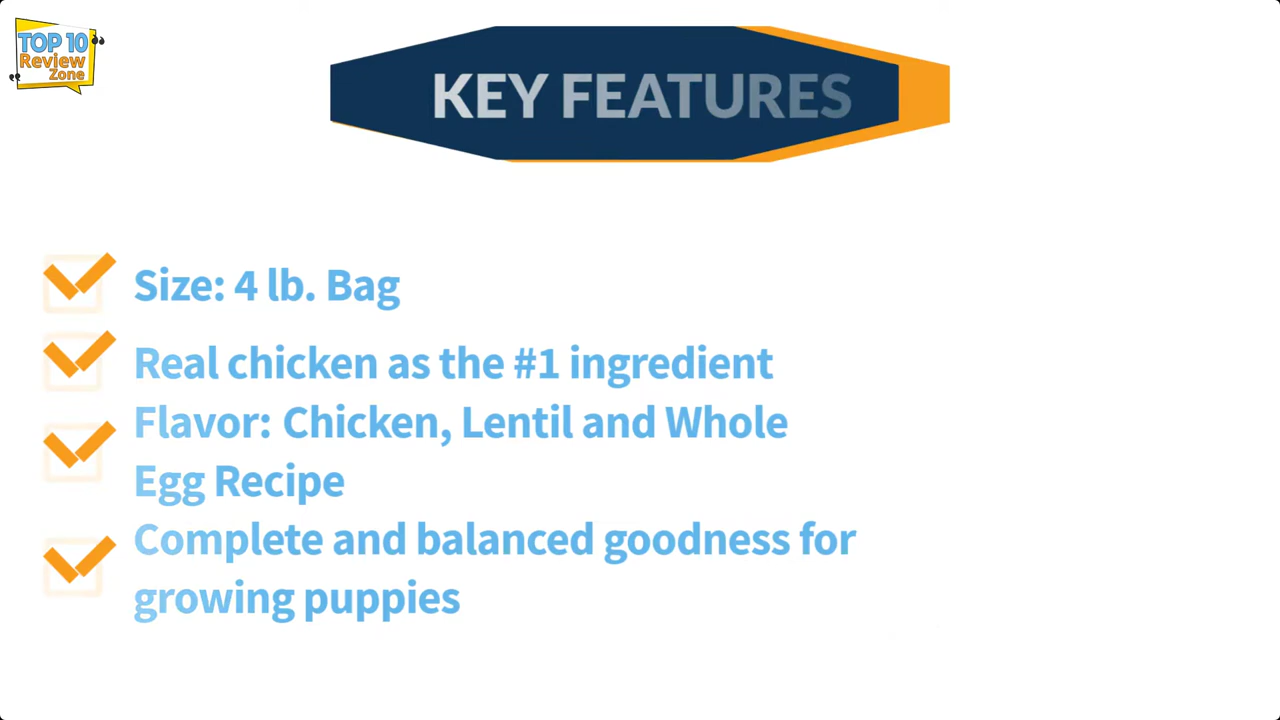 TOP 10
Review
Zone
KEY FEATURES
Size: 4 lb. Bag
Real chicken as the #1 ingredient
Flavor: Chicken, Lentil and Whole
Egg Recipe
Complete and balanced goodness for
growing puppies